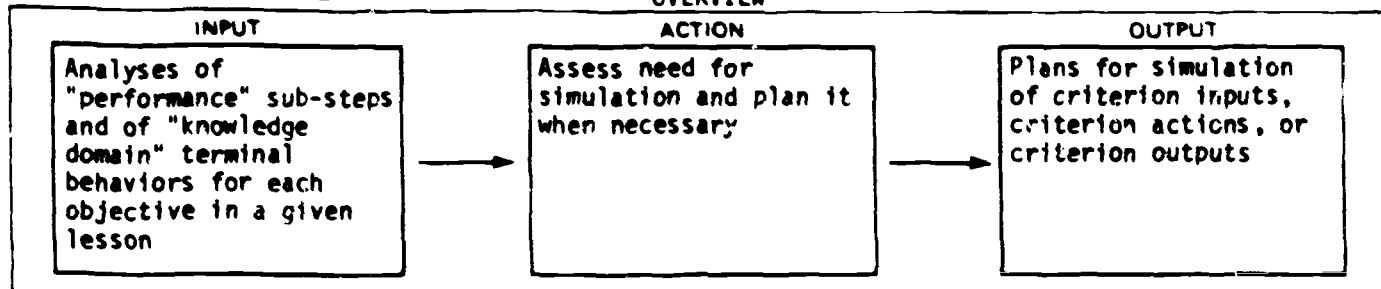 OVERVIEW
INPUT
Analyses of
"performance" sub-steps
and of "knowledge
domain" terminal
behaviors for each
objective in a given
lesson
ACTION
Assess need for
simulation and plan it
when necessary
OUTPUT
Plans for simulation
of criterion inputs,
criterion actions, or
criterion outputs